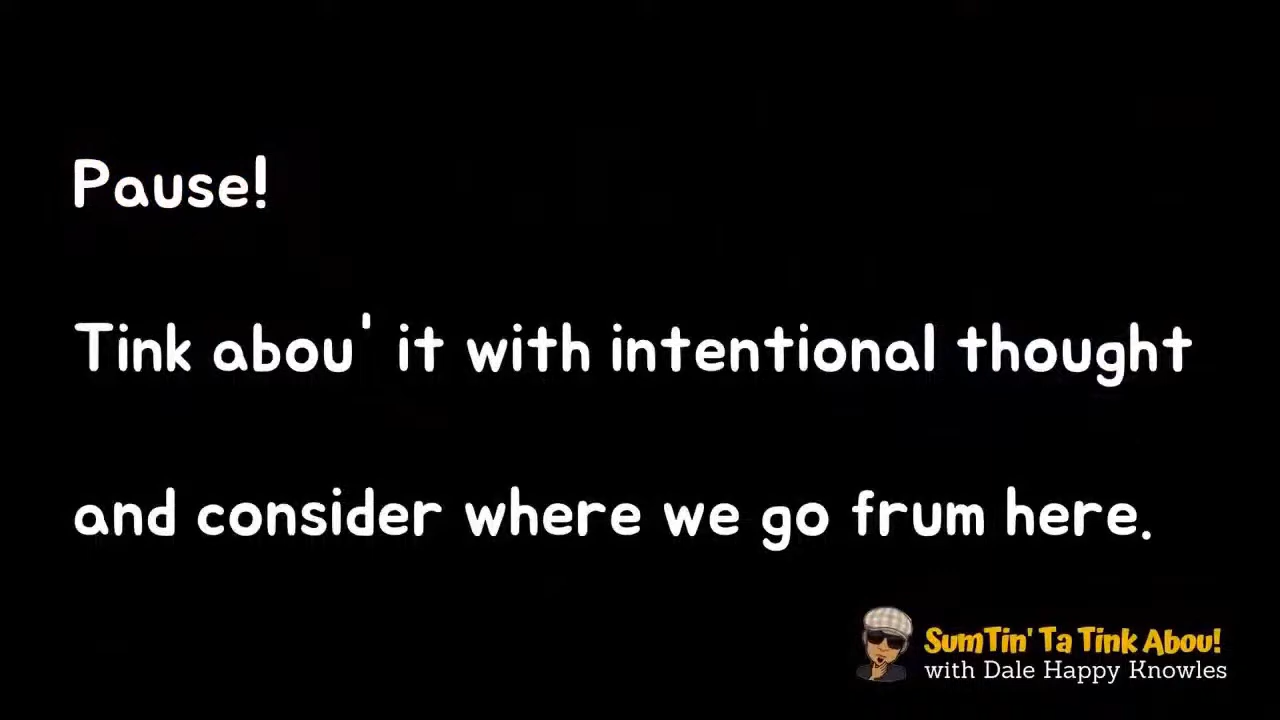 Pause!
Tink abou' it with intentional thought
and consider where we go frum here.
SumTin' Ta Tink Abou!
with Dale Happy Knowles